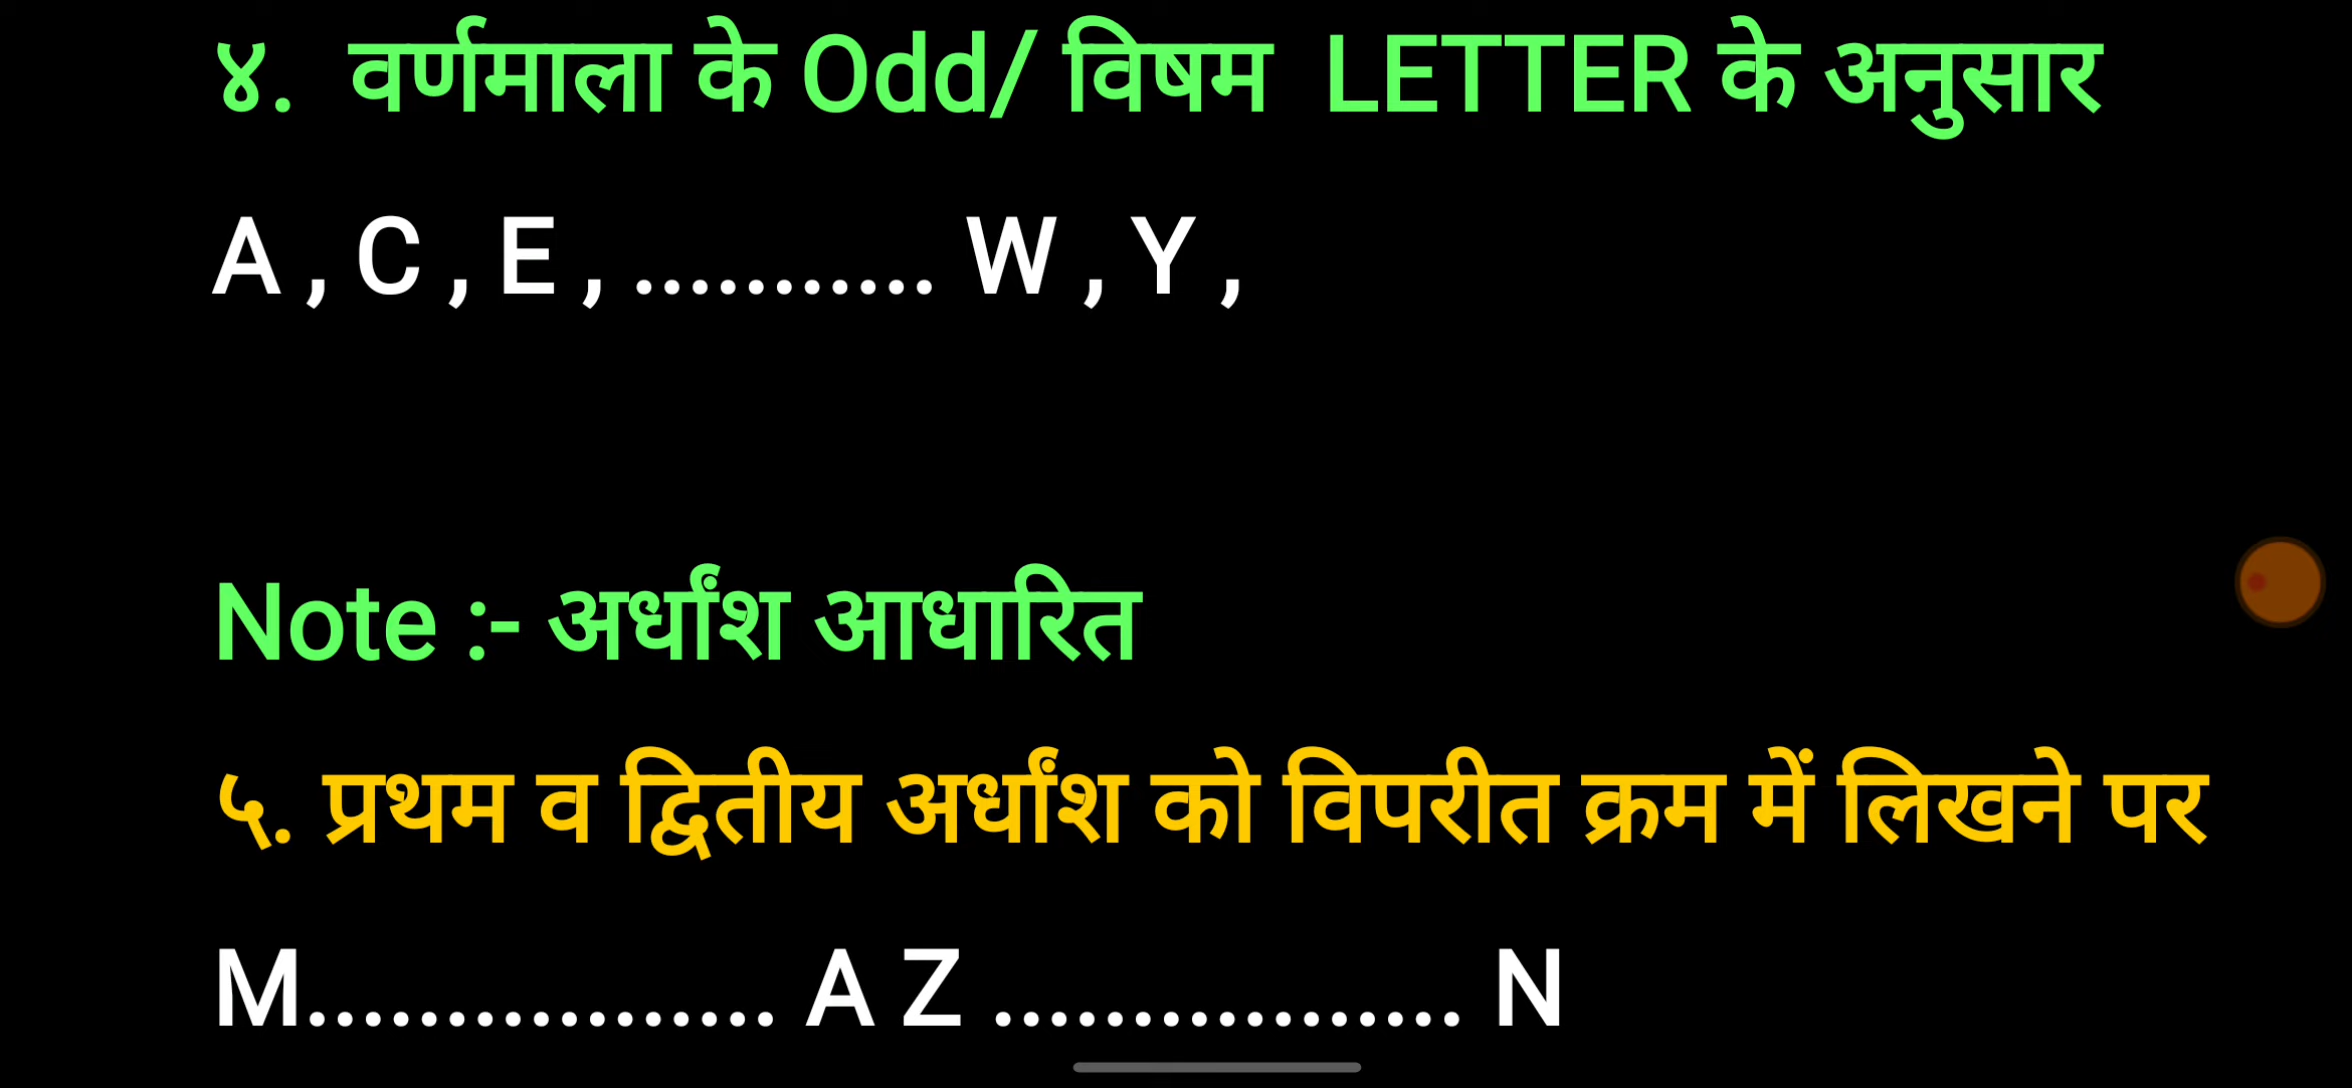 ४. वर्णमाला के Odd/ विषम LETTER के अनुसार
A , C , E , ........... W , Y ,
Note :- अर्धांश आधारित
५. प्रथम व द्वितीय अर्धांश को विपरीत क्रम में लिखने पर
M................. A Z ................. N